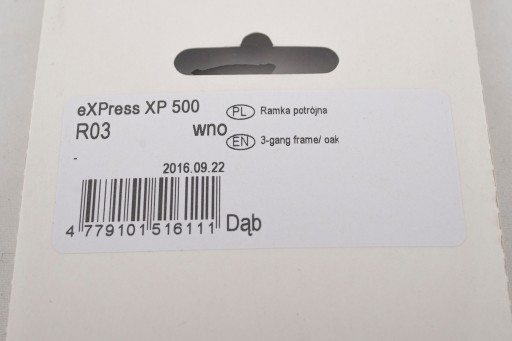 eXPress XP 500
R03 wno
-
PL Ramka potrójna
EN 3-gang frame/ oak
2016.09.22
4 779101 516111
Dąb